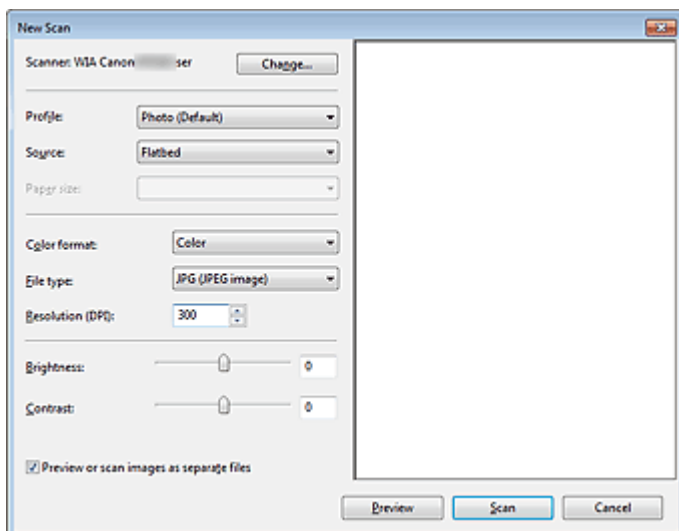 New Scan
Scanner: WIA Canon ser
Change...
Profile: Photo (Default)
Source: Flatbed
Paper size:
Color format: Color
File type: JPG (JPEG image)
Resolution (DPI): 300
Brightness: 0
Contrast: 0
Preview or scan images as separate files
Preview Scan Cancel